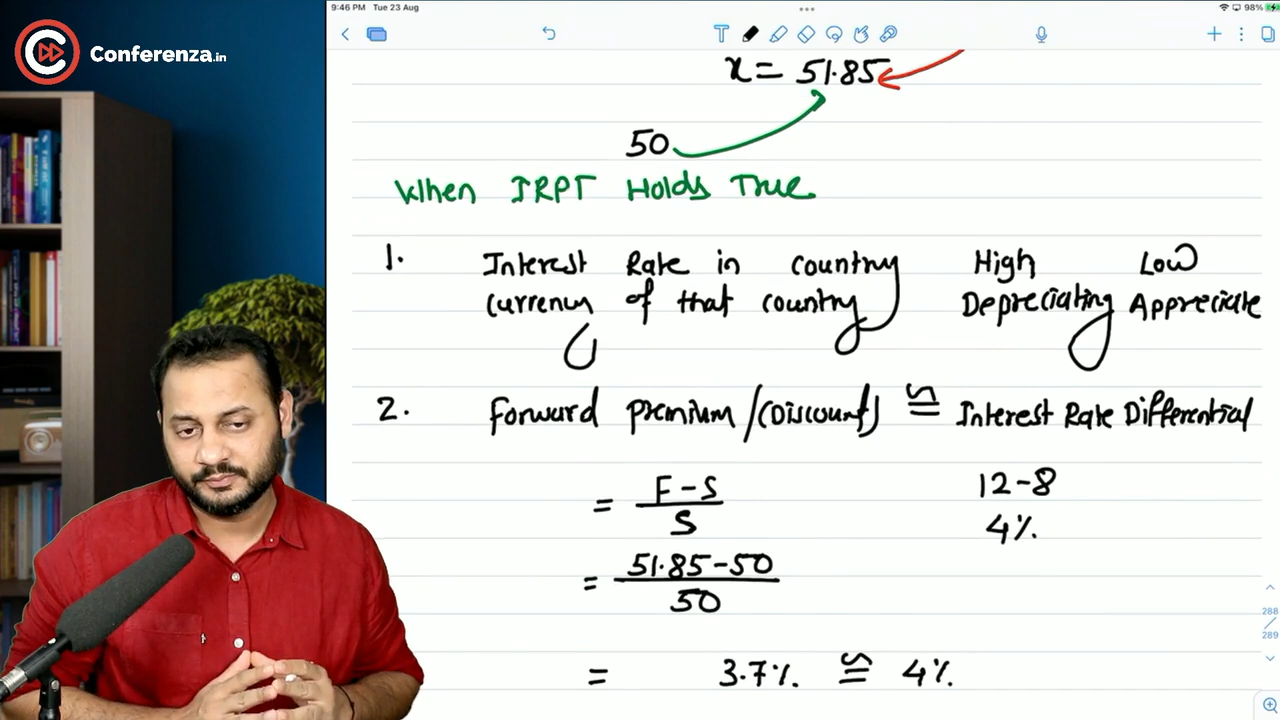 Conferenza.in
9:46 PM Tue 23 Aug
98%
x = 51.85
50
When IRPT Holds True
1. Interest Rate in country High Low
currency of that country Depreciating Appreciate
2. Forward premium/(Discount) ≅ Interest Rate Differential
= F-S / S 12-8
4%
= 51.85-50 / 50
= 3.7% ≅ 4%
288
289